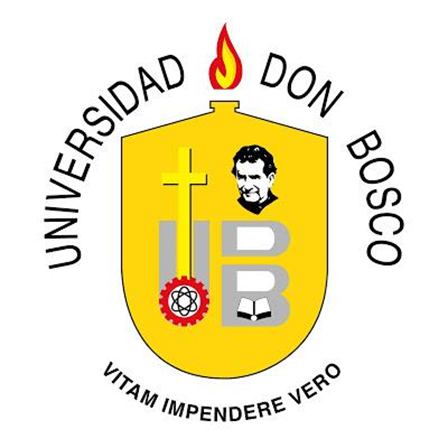 UNIVERSIDAD DON BOSCO
UDB
VITAM IMPENDERE VERO